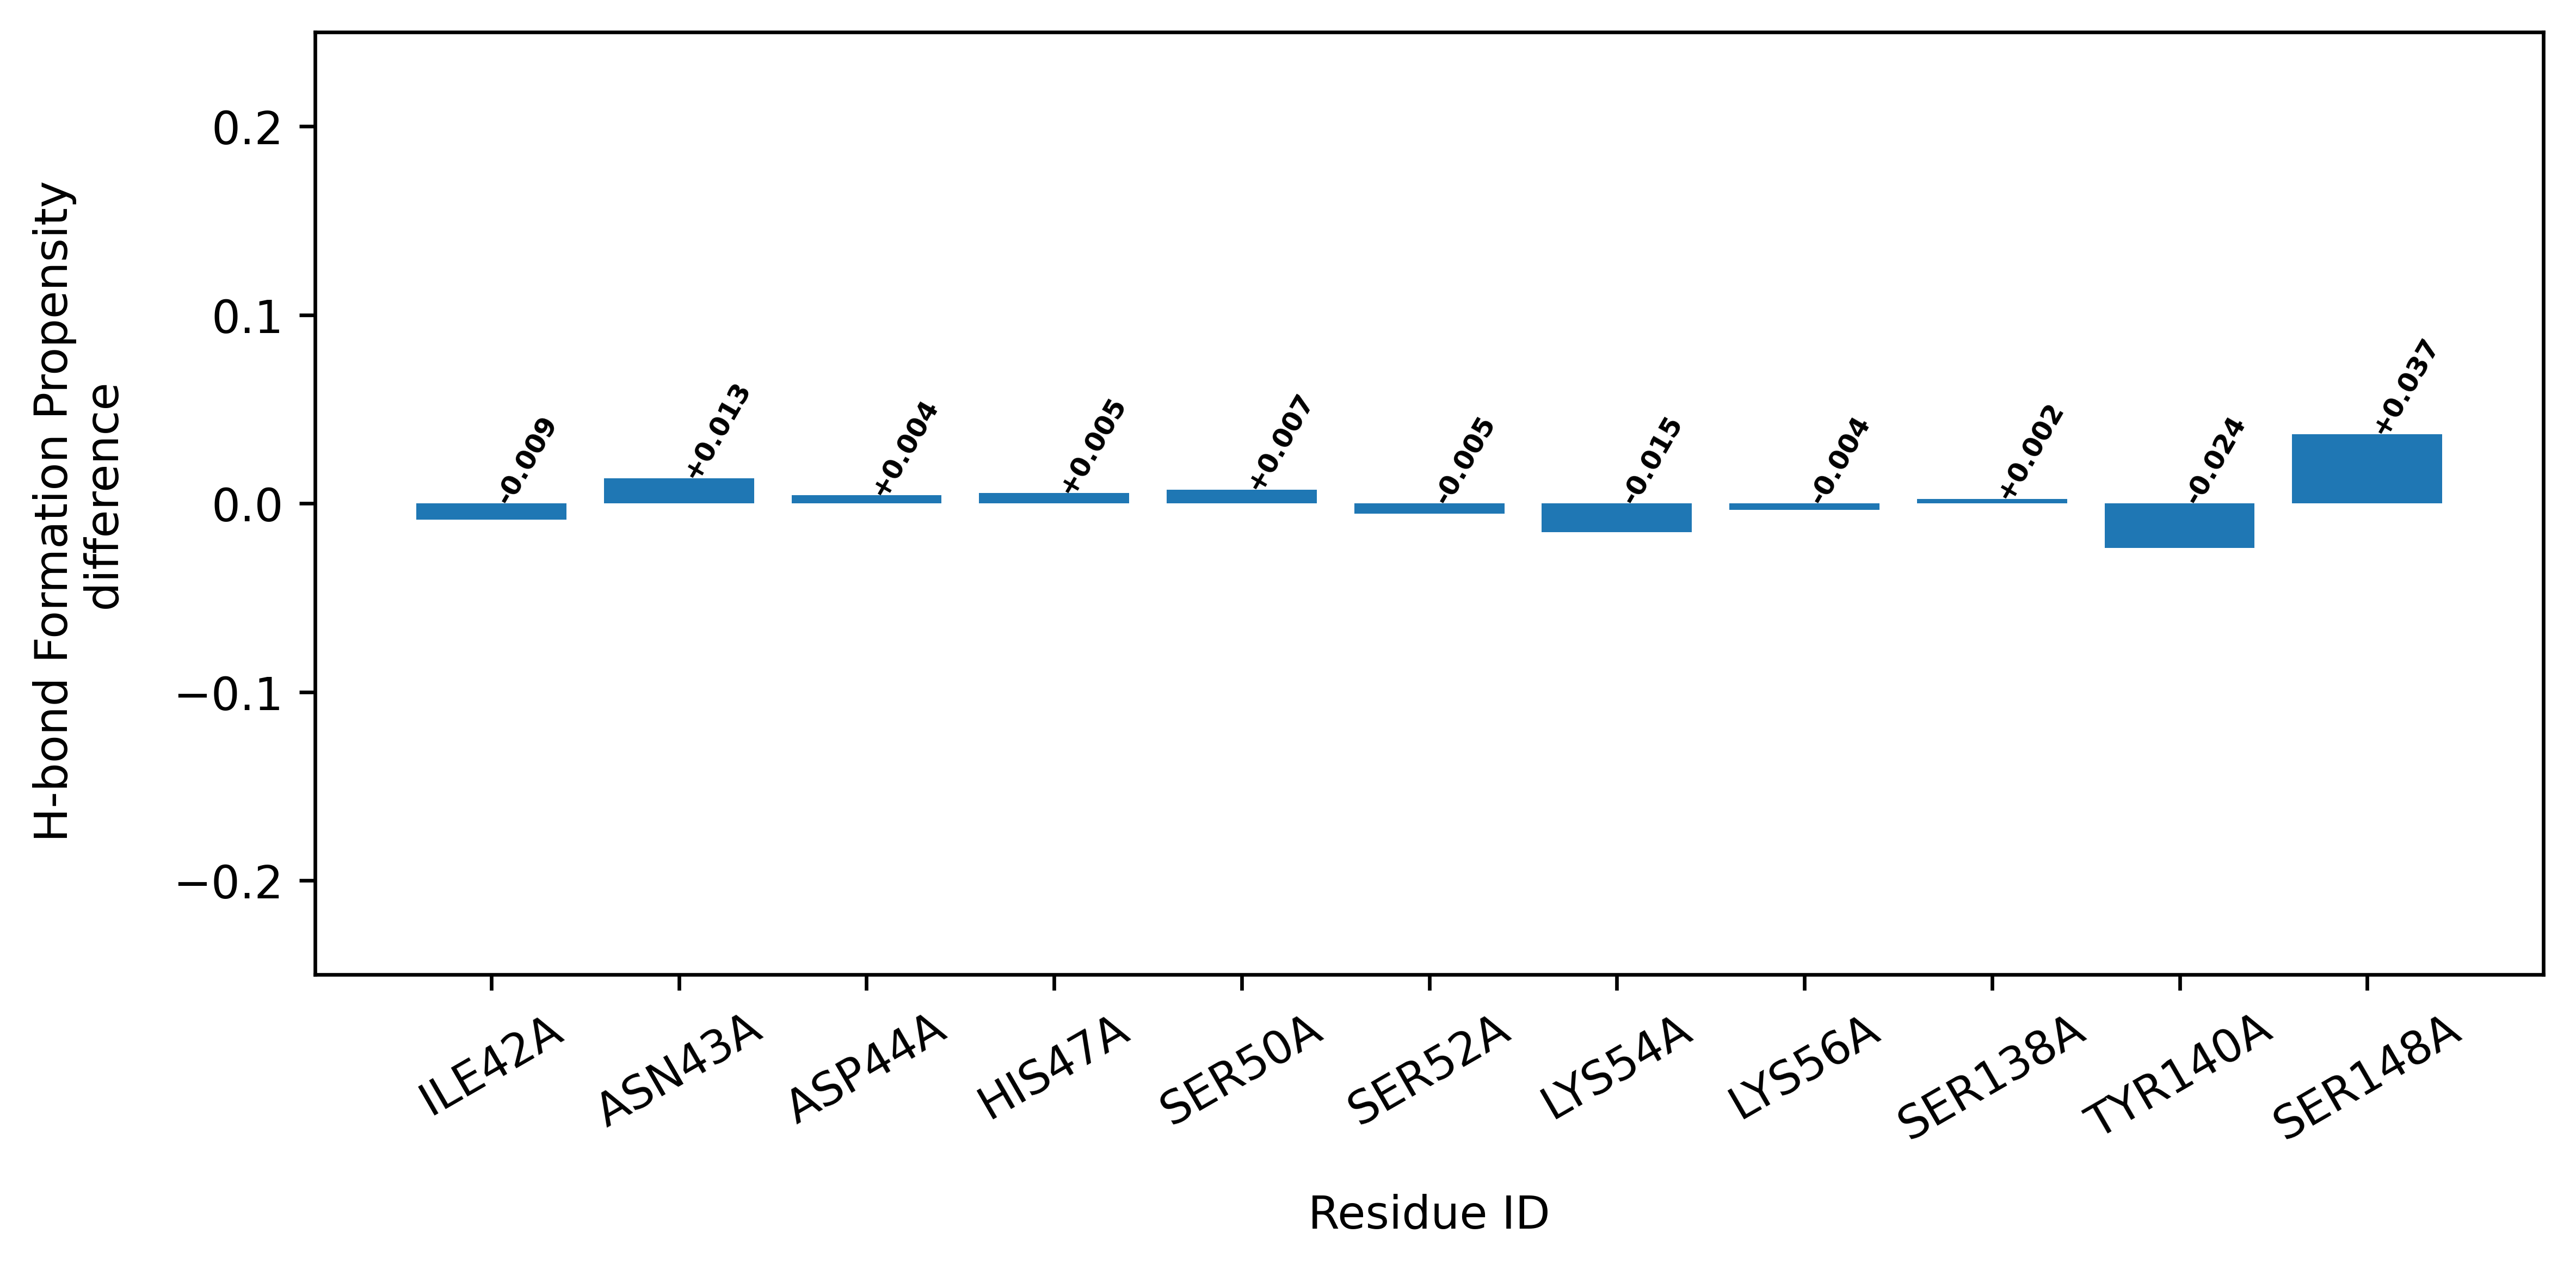 H-bond Formation Propensity
difference
0.2
0.1
0.0
−0.1
−0.2
-0.009
+0.013
+0.004
+0.005
+0.007
-0.005
-0.015
-0.004
+0.002
-0.024
+0.037
ILE42A
ASN43A
ASP44A
HIS47A
SER50A
SER52A
LYS54A
LYS56A
SER138A
TYR140A
SER148A
Residue ID